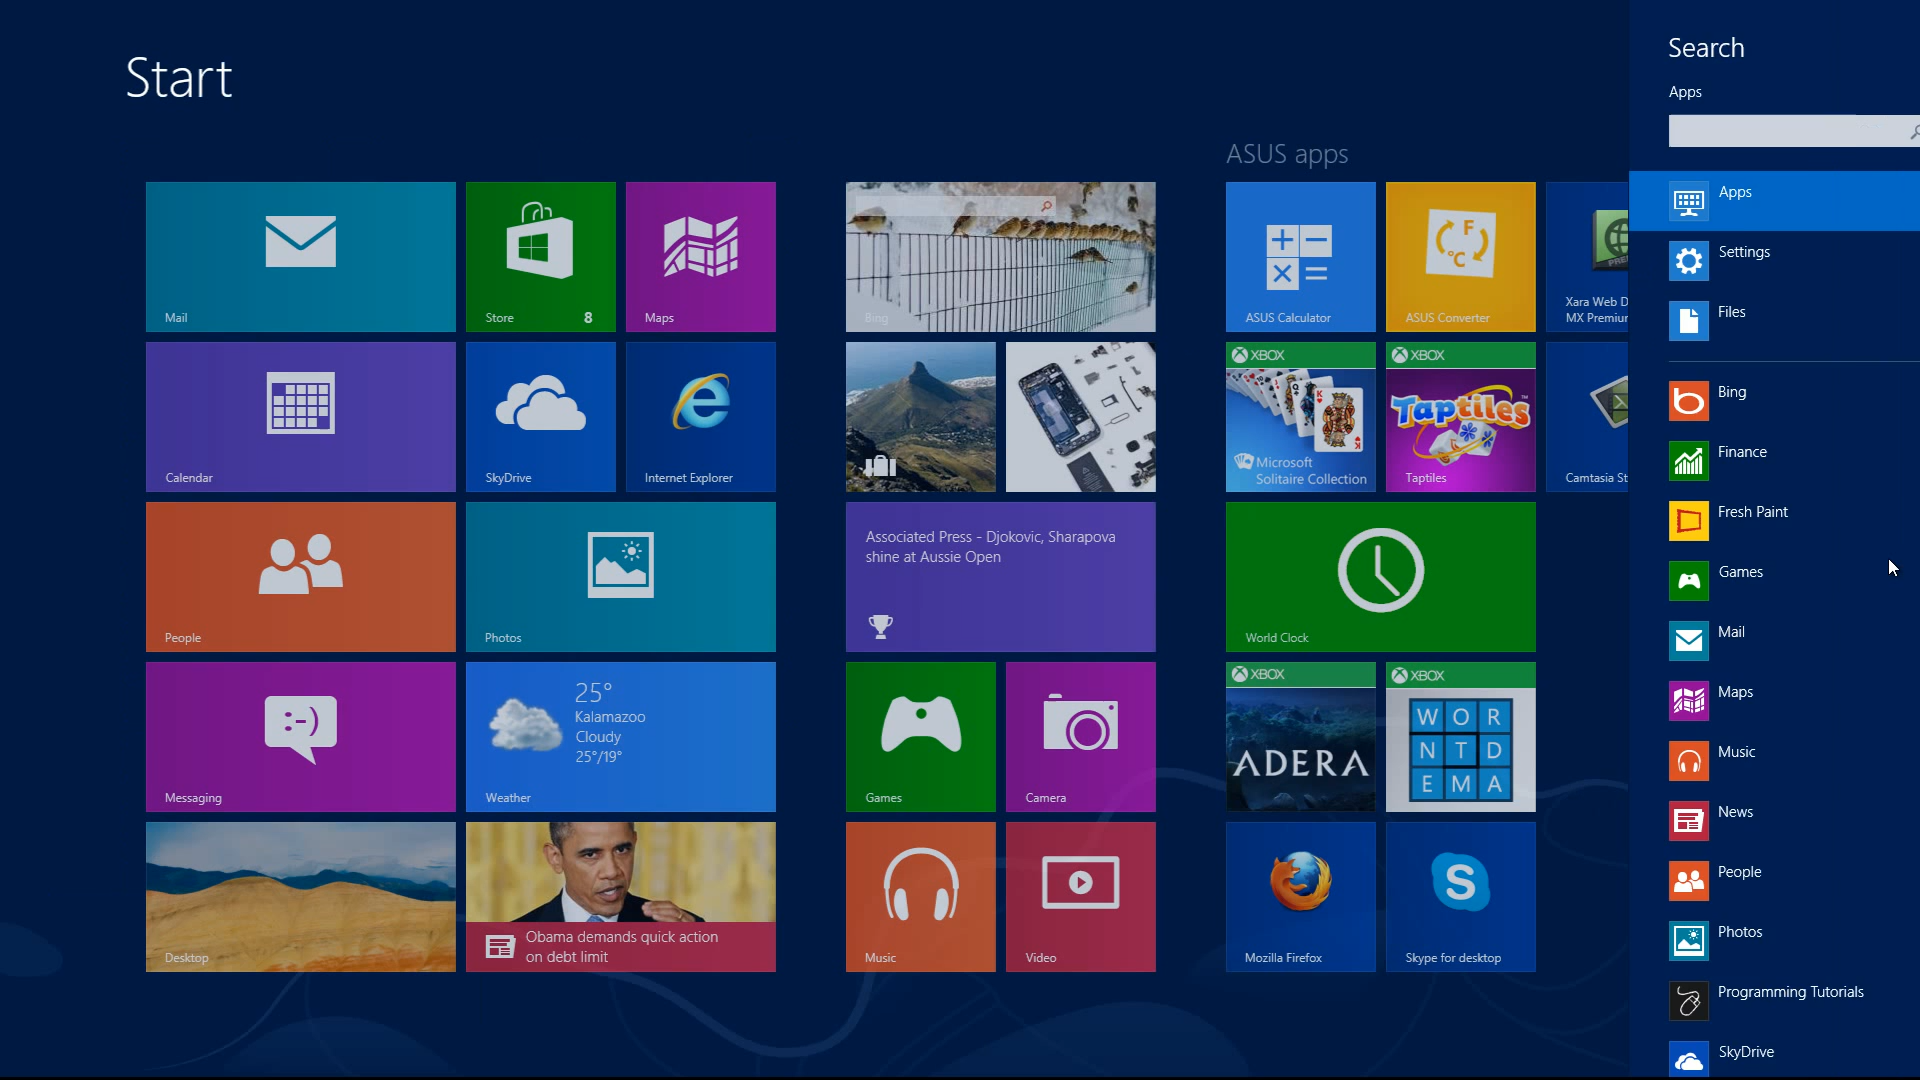 Start
Search
Apps
ASUS apps
Mail
Store
8
Maps
Bing
ASUS Calculator
F
°C
ASUS Converter
Xara Web D
MX Premiu
Calendar
SkyDrive
Internet Explorer
XBOX
Microsoft
Solitaire Collection
XBOX
Taptiles
Taptiles
Camtasia St
People
Photos
Associated Press - Djokovic, Sharapova
shine at Aussie Open
World Clock
:-)
Messaging
25°
Kalamazoo
Cloudy
25°/19°
Weather
Games
Camera
XBOX
ADERA
XBOX
W O R
N T D
E M A
Desktop
Obama demands quick action
on debt limit
Music
Video
Mozilla Firefox
S
Skype for desktop
Apps
Settings
Files
Bing
Finance
Fresh Paint
Games
Mail
Maps
Music
News
People
Photos
Programming Tutorials
SkyDrive